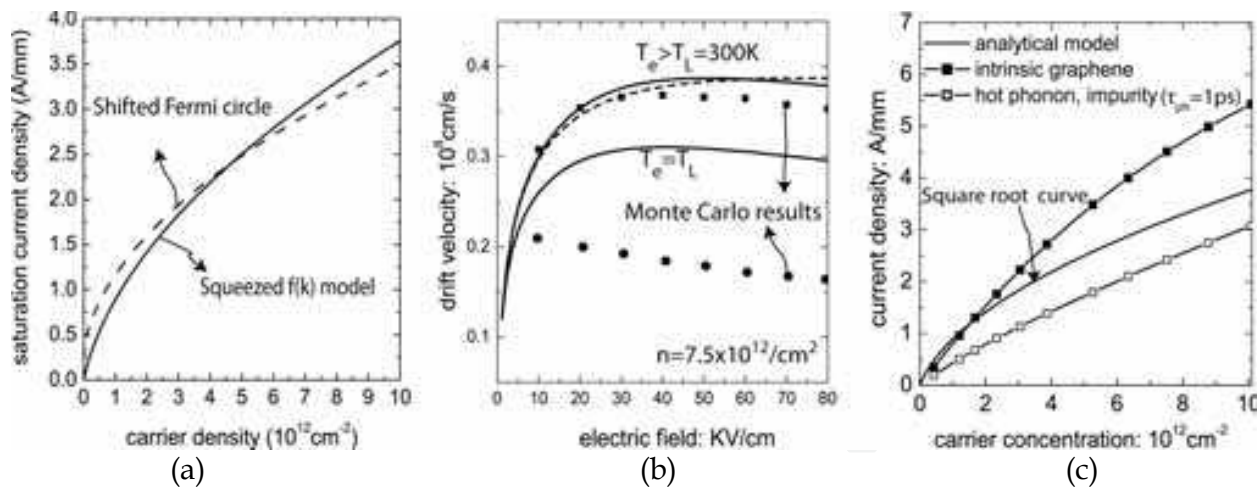 saturation current density (A/mm)
4.0
3.5
3.0
2.5
2.0
1.5
1.0
0.5
0.0
Shifted Fermi circle
Squeezed f(k) model
0 1 2 3 4 5 6 7 8 9 10
carrier density (10¹²cm⁻²)
(a)
drift velocity: 10⁸cm/s
0.4
0.3
0.2
0.1
Tₑ>T_L=300K
Tₑ=T_L
Monte Carlo results
n=7.5x10¹²/cm²
0 10 20 30 40 50 60 70 80
electric field: KV/cm
(b)
current density: A/mm
7
6
5
4
3
2
1
0
analytical model
intrinsic graphene
hot phonon, impurity (τₚₕ=1ps)
Square root curve
0 2 4 6 8 10
carrier concentration: 10¹²cm⁻²
(c)